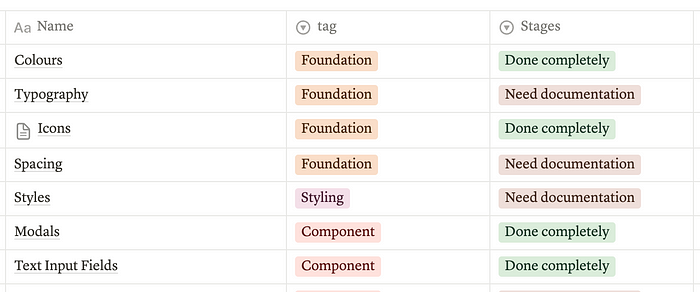 Aa Name tag Stages
Colours Foundation Done completely
Typography Foundation Need documentation
Icons Foundation Done completely
Spacing Foundation Need documentation
Styles Styling Need documentation
Modals Component Done completely
Text Input Fields Component Done completely